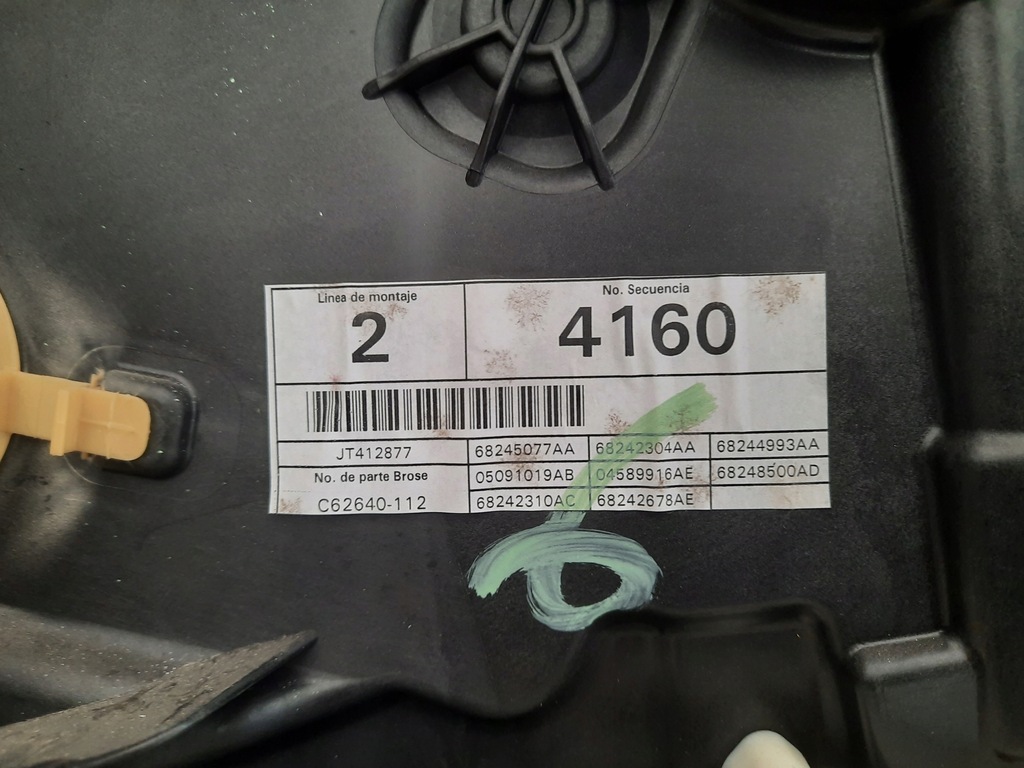 Linea de montaje
No. Secuencia
2
4160
JT412877 68245077AA 68242304AA 68244993AA
No. de parte Brose 05091019AB 04589916AE 68248500AD
C62640-112 68242310AC 68242678AE